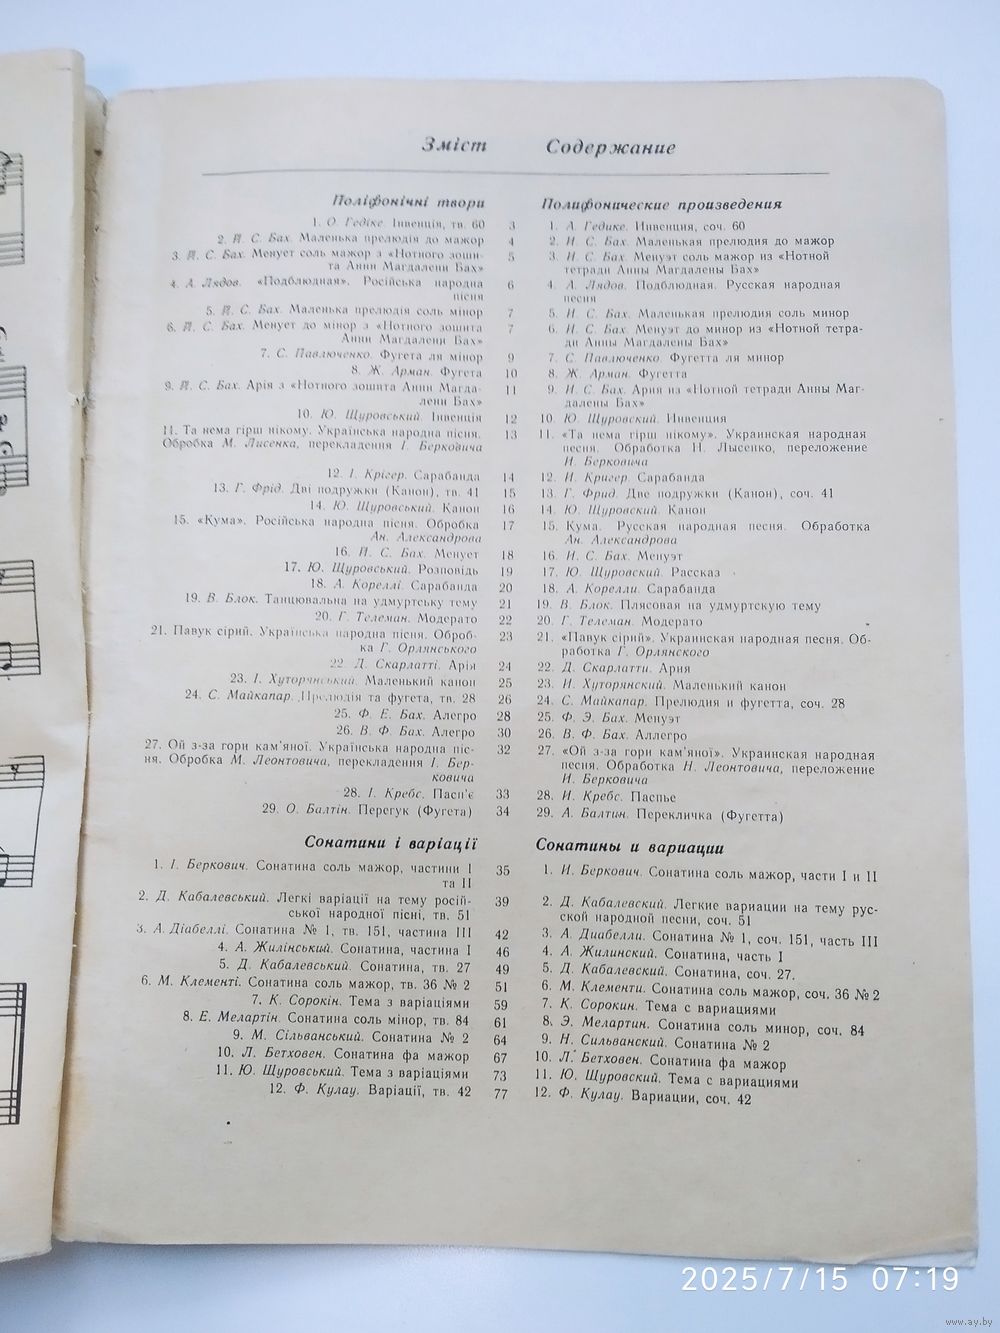 Зміст
Поліфонічні твори
1. О. Гедіке. Інвенція, тв. 60 3
2. Й. С. Бах. Маленька прелюдія до мажор 4
3. Й. С. Бах. Менует соль мажор з «Нотного зоши- 5
та Анни Магдалени Бах»
4. А. Лядов. «Подблюдная». Російська народна 6
пісня
5. Й. С. Бах. Маленька прелюдія соль мінор 7
6. Й. С. Бах. Менует до мінор з «Нотного зошита 7
Анни Магдалени Бах»
7. С. Павлюченко. Фугета ля мінор 9
8. Ж. Арман. Фугета 10
9. Й. С. Бах. Арія з «Нотного зошита Анни Магда- 11
лени Бах»
10. Ю. Щуровський. Інвенція 12
11. Та нема гірш нікому. Українська народна пісня. 13
Обробка М. Лисенка, перекладення І. Берковича
12. І. Крігер. Сарабанда 14
13. Г. Фрід. Дві подружки (Канон), тв. 41 15
14. Ю. Щуровський. Канон 16
15. «Кума». Російська народна пісня. Обробка 17
Ан. Александрова
16. Й. С. Бах. Менует 18
17. Ю. Щуровський. Розповідь 19
18. А. Кореллі. Сарабанда 20
19. В. Блок. Танцювальна на удмуртську тему 21
20. Г. Телеман. Модерато 22
21. Павук сірий. Українська народна пісня. Оброб- 23
ка Г. Орлянського
22. Д. Скарлатті. Арія 24
23. І. Хуторянський. Маленький канон 25
24. С. Майкапар. Прелюдія та фугета, тв. 28 26
25. Ф. Е. Бах. Алегро 28
26. В. Ф. Бах. Алегро 30
27. Ой з-за гори кам'яної. Українська народна піс- 32
ня. Обробка М. Леонтовича, перекладення І. Бер-
ковича
28. І. Кребс. Пасп'є 33
29. О. Балтін. Перегук (Фугета) 34
Сонатини і варіації
1. І. Беркович. Сонатина соль мажор, частини I 35
та II
2. Д. Кабалевський. Легкі варіації на тему росій- 39
ської народної пісні, тв. 51
3. А. Діабеллі. Сонатина № 1, тв. 151, частина III 42
4. А. Жилінський. Сонатина, частина I 46
5. Д. Кабалевський. Сонатина, тв. 27 49
6. М. Клементі. Сонатина соль мажор, тв. 36 № 2 51
7. К. Сорокін. Тема з варіаціями 59
8. Е. Мелартін. Сонатина соль мінор, тв. 84 61
9. М. Сільванський. Сонатина № 2 64
10. Л. Бетховен. Сонатина фа мажор 67
11. Ю. Щуровський. Тема з варіаціями 73
12. Ф. Кулау. Варіації, тв. 42 77
Содержание
Полифонические произведения
1. А. Гедике. Инвенция, соч. 60
2. И. С. Бах. Маленькая прелюдия до мажор
3. И. С. Бах. Менуэт соль мажор из «Нотной
тетради Анны Магдалены Бах»
4. А. Лядов. Подблюдная. Русская народная
песня
5. И. С. Бах. Маленькая прелюдия соль минор
6. И. С. Бах. Менуэт до минор из «Нотной тетра-
ди Анны Магдалены Бах»
7. С. Павлюченко. Фугетта ля минор
8. Ж. Арман. Фугетта
9. И. С. Бах. Ария из «Нотной тетради Анны Маг-
далены Бах»
10. Ю. Щуровский. Инвенция
11. «Та нема гірш нікому». Украинская народная
песня. Обработка Н. Лысенко, переложение
И. Берковича
12. И. Кригер. Сарабанда
13. Г. Фрид. Две подружки (Канон), соч. 41
14. Ю. Щуровский. Канон
15. Кума. Русская народная песня. Обработка
Ан. Александрова
16. И. С. Бах. Менуэт
17. Ю. Щуровский. Рассказ
18. А. Корелли. Сарабанда
19. В. Блок. Плясовая на удмуртскую тему
20. Г. Телеман. Модерато
21. «Павук сірий». Украинская народная песня. Об-
работка Г. Орлянского
22. Д. Скарлатти. Ария
23. И. Хуторянский. Маленький канон
24. С. Майкапар. Прелюдия и фугетта, соч. 28
25. Ф. Э. Бах. Менуэт
26. В. Ф. Бах. Аллегро
27. «Ой з-за гори кам'яної». Украинская народная
песня. Обработка Н. Леонтовича, переложение
И. Берковича
28. И. Кребс. Паспье
29. А. Балтин. Перекличка (Фугетта)
Сонатины и вариации
1. И. Беркович. Сонатина соль мажор, части I и II
2. Д. Кабалевский. Легкие вариации на тему рус-
ской народной песни, соч. 51
3. А. Диабелли. Сонатина № 1, соч. 151, часть III
4. А. Жилинский. Сонатина, часть I
5. Д. Кабалевский. Сонатина, соч. 27.
6. М. Клементи. Сонатина соль мажор, соч. 36 № 2
7. К. Сорокин. Тема с вариациями
8. Э. Мелартин. Сонатина соль минор, соч. 84
9. Н. Сильванский. Сонатина № 2
10. Л. Бетховен. Сонатина фа мажор
11. Ю. Щуровский. Тема с вариациями
12. Ф. Кулау. Вариации, соч. 42
2025/7/15 07:19
www.ay.by